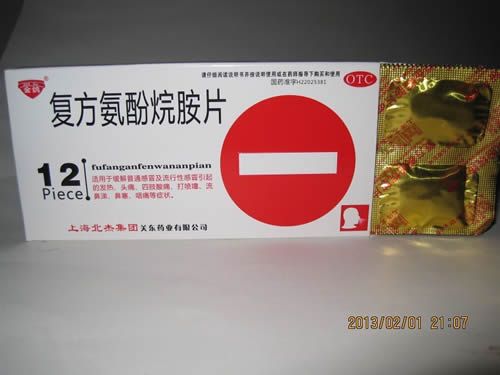 请仔细阅读说明书并按说明使用或在药师指导下购买和使用
国药准字H22025381
OTC
复方氨酚烷胺片
12
Piece
fufanganfenwananpian
适用于缓解普通感冒及流行性感冒引起
的发热、头痛、四肢酸痛、打喷嚏、流
鼻涕、鼻塞、咽痛等症状。
上海北杰集团 关东药业有限公司
2013/02/01 21:07